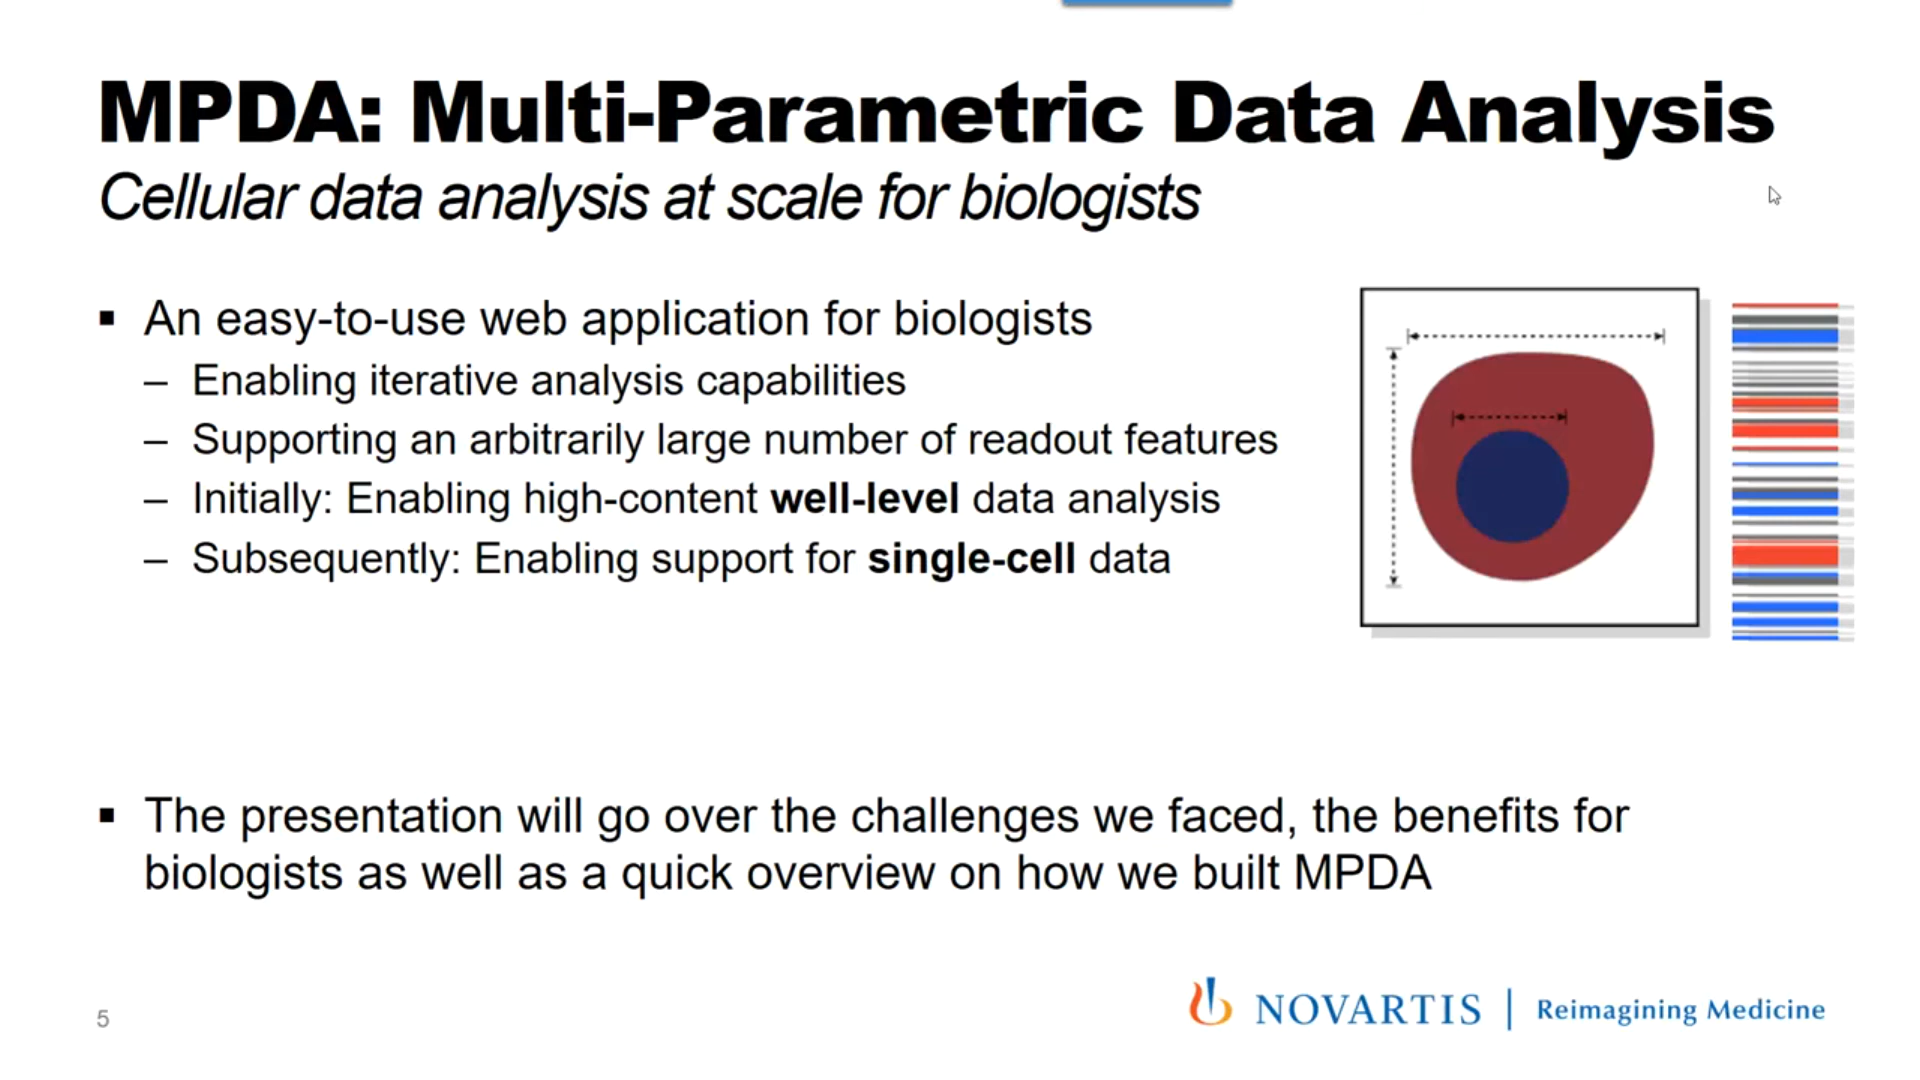 MPDA: Multi-Parametric Data Analysis
Cellular data analysis at scale for biologists
▪ An easy-to-use web application for biologists
– Enabling iterative analysis capabilities
– Supporting an arbitrarily large number of readout features
– Initially: Enabling high-content well-level data analysis
– Subsequently: Enabling support for single-cell data
▪ The presentation will go over the challenges we faced, the benefits for
biologists as well as a quick overview on how we built MPDA
5
NOVARTIS | Reimagining Medicine